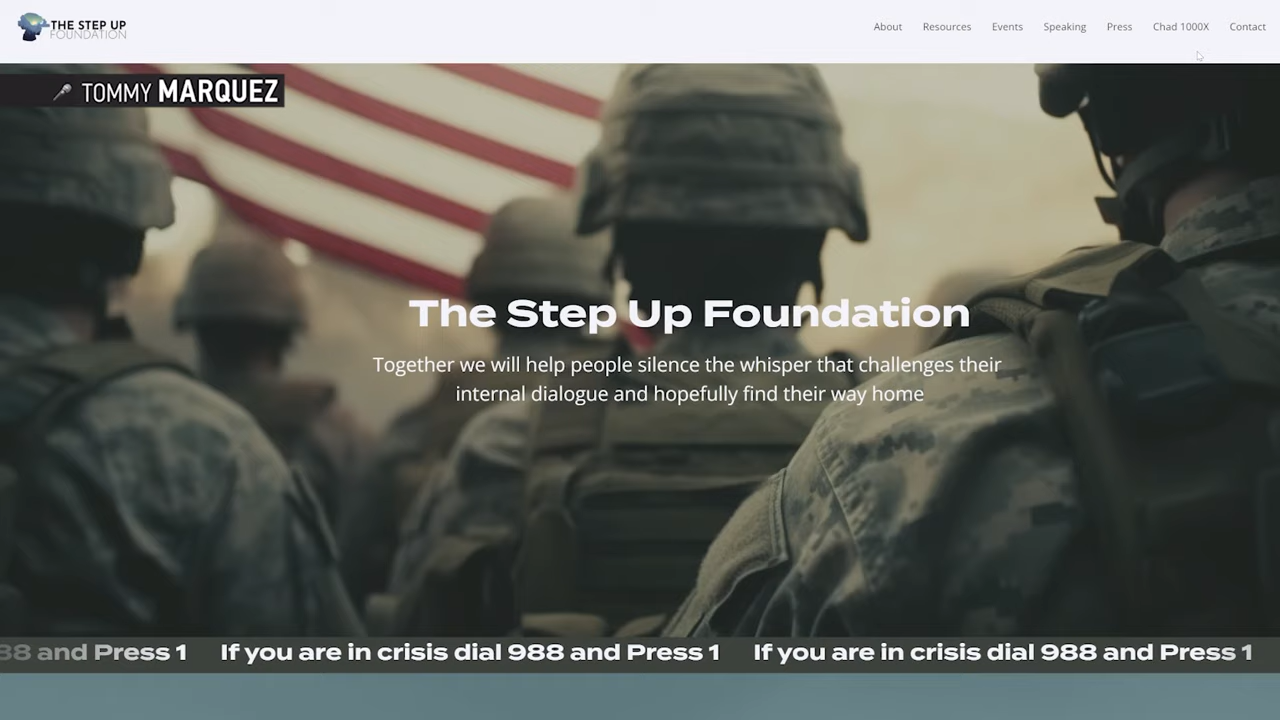 THE STEP UP
FOUNDATION
About Resources Events Speaking Press Chad 1000X Contact
TOMMY MARQUEZ
The Step Up Foundation
Together we will help people silence the whisper that challenges their
internal dialogue and hopefully find their way home
88 and Press 1 If you are in crisis dial 988 and Press 1 If you are in crisis dial 988 and Press 1